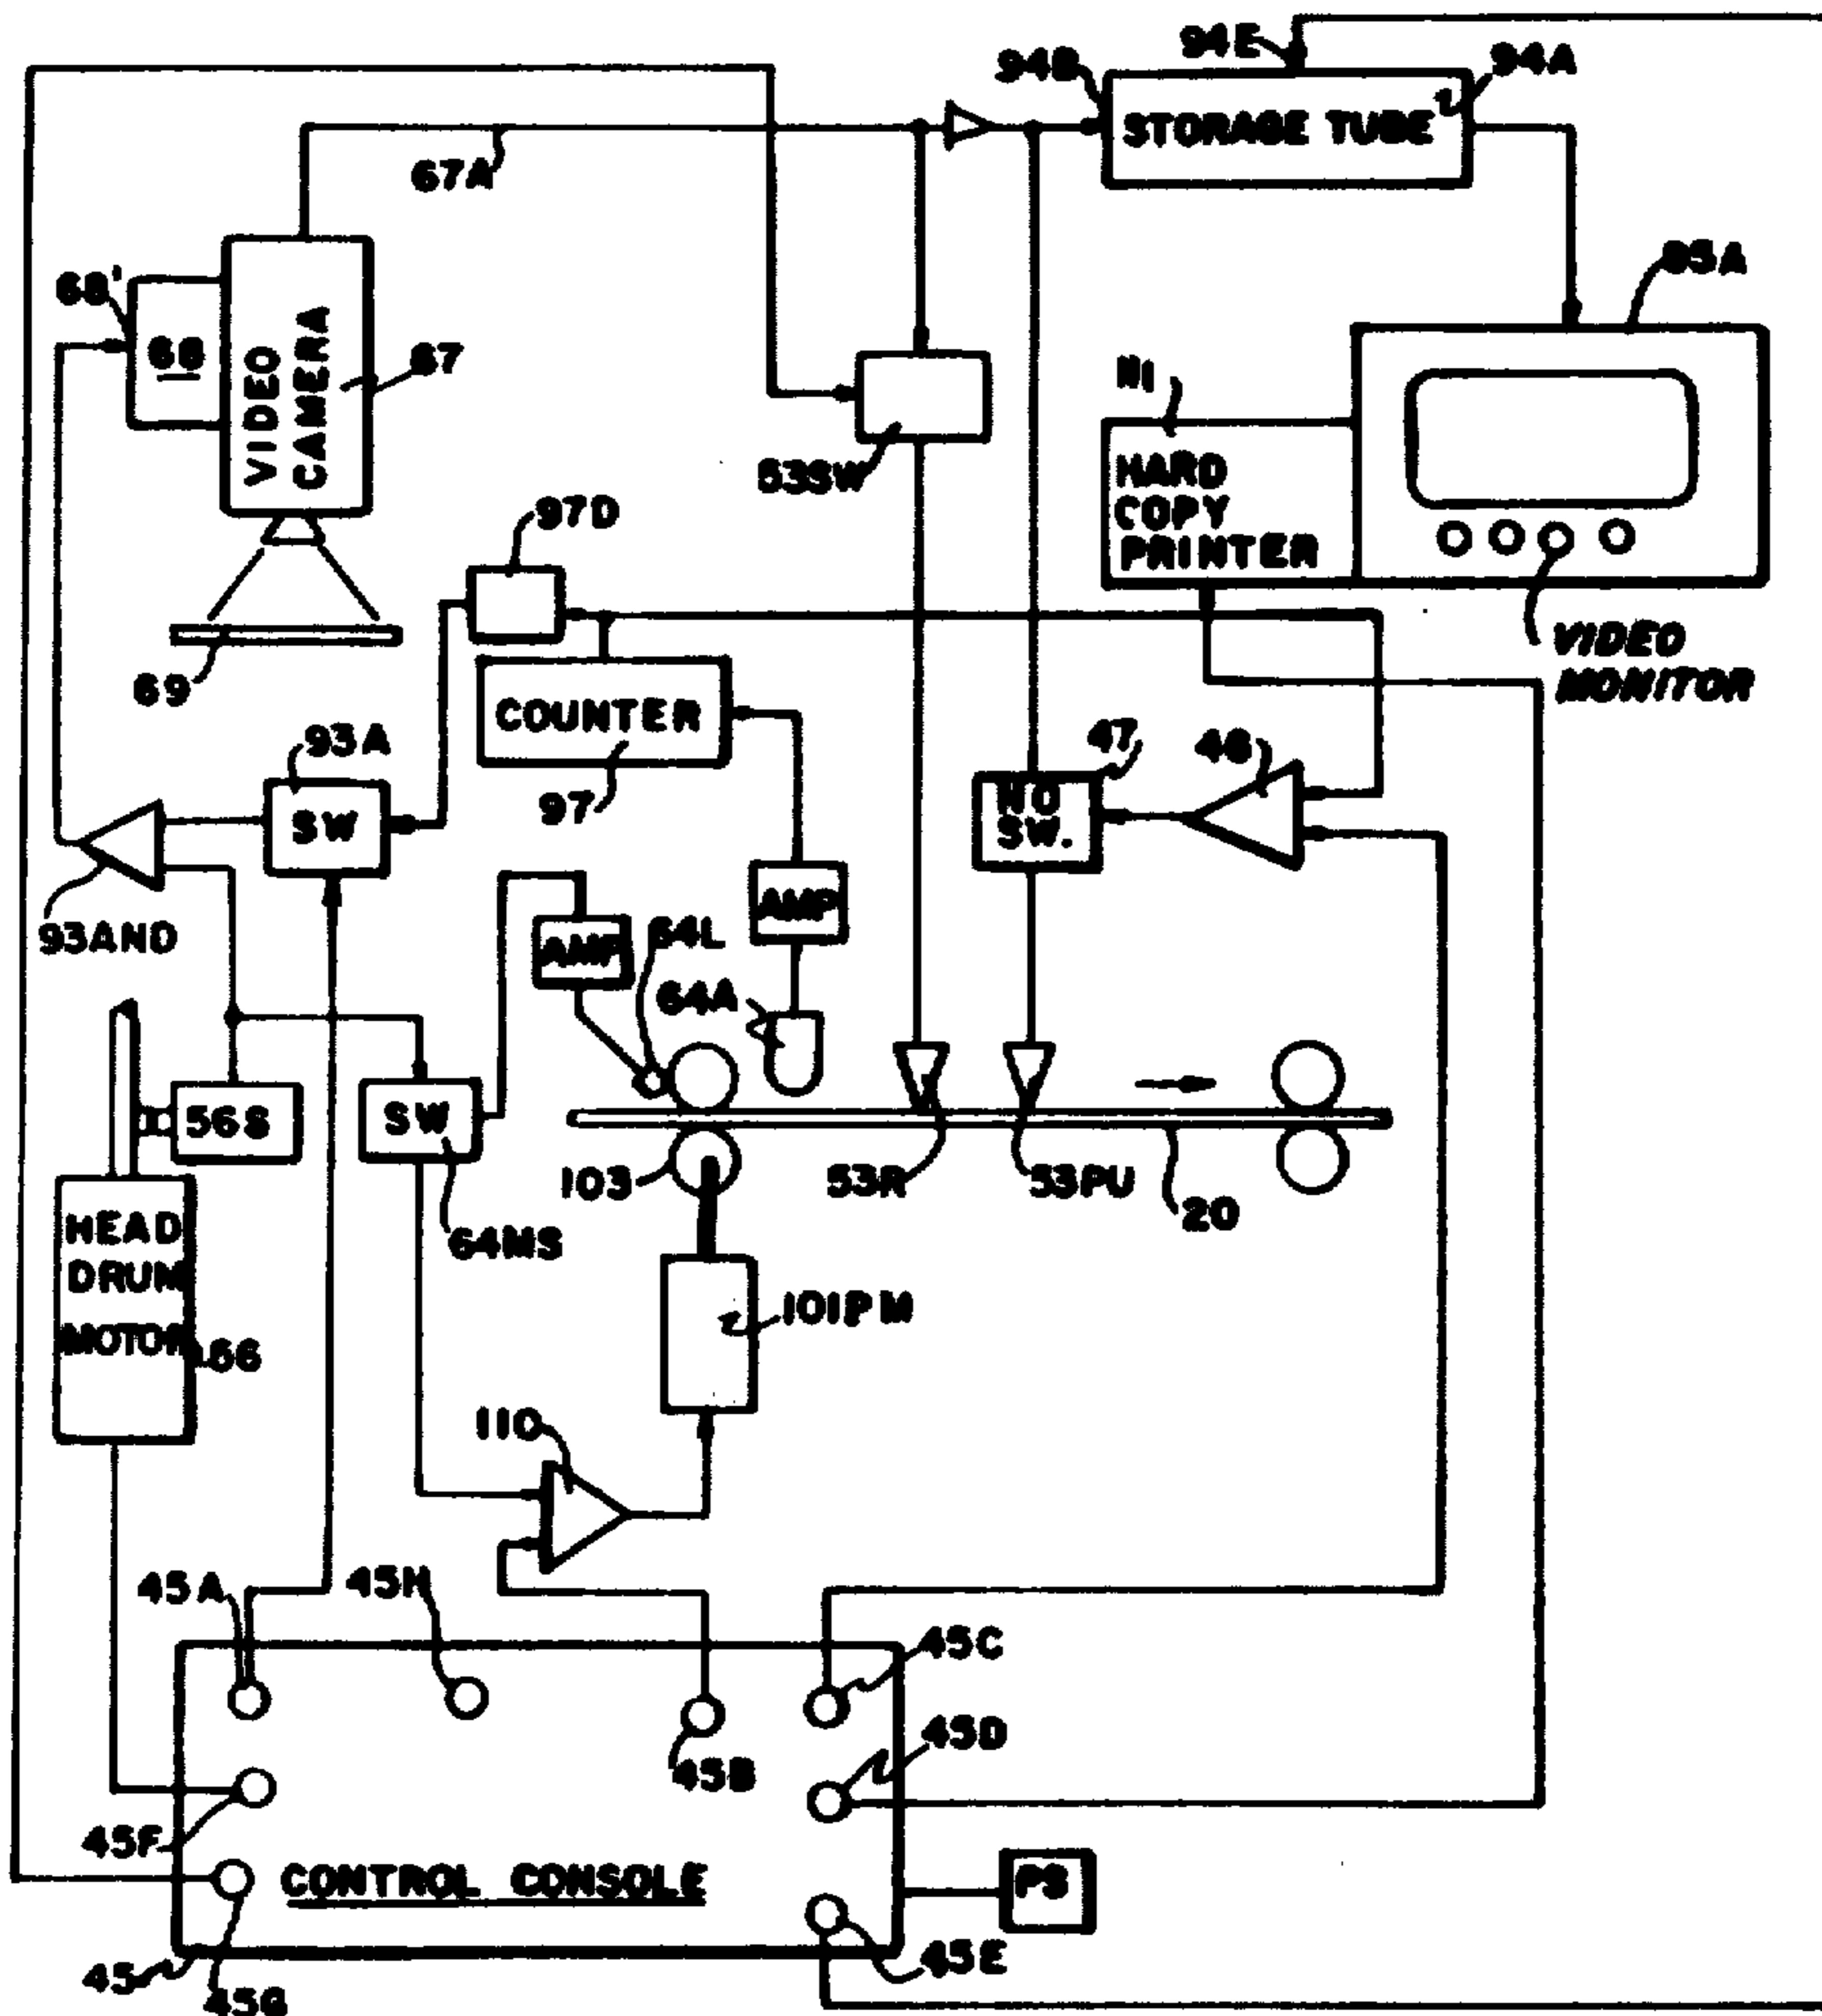 94E
94B
94A
STORAGE TUBE
67A
68'
68
VIDEO
CAMERA
67
53SW
97D
HARD
COPY
PRINTER
VIDEO
MONITOR
69
COUNTER
97
93A
SW
47
NO
SW.
46
93AND
AMP
64L
AMP
64A
56S
SW
103
53R
53PU
20
64MS
HEAD
DRUM
MOTOR
101PM
110
45A
45H
45C
45B
45D
45F
CONTROL CONSOLE
PS
45
45G
45E